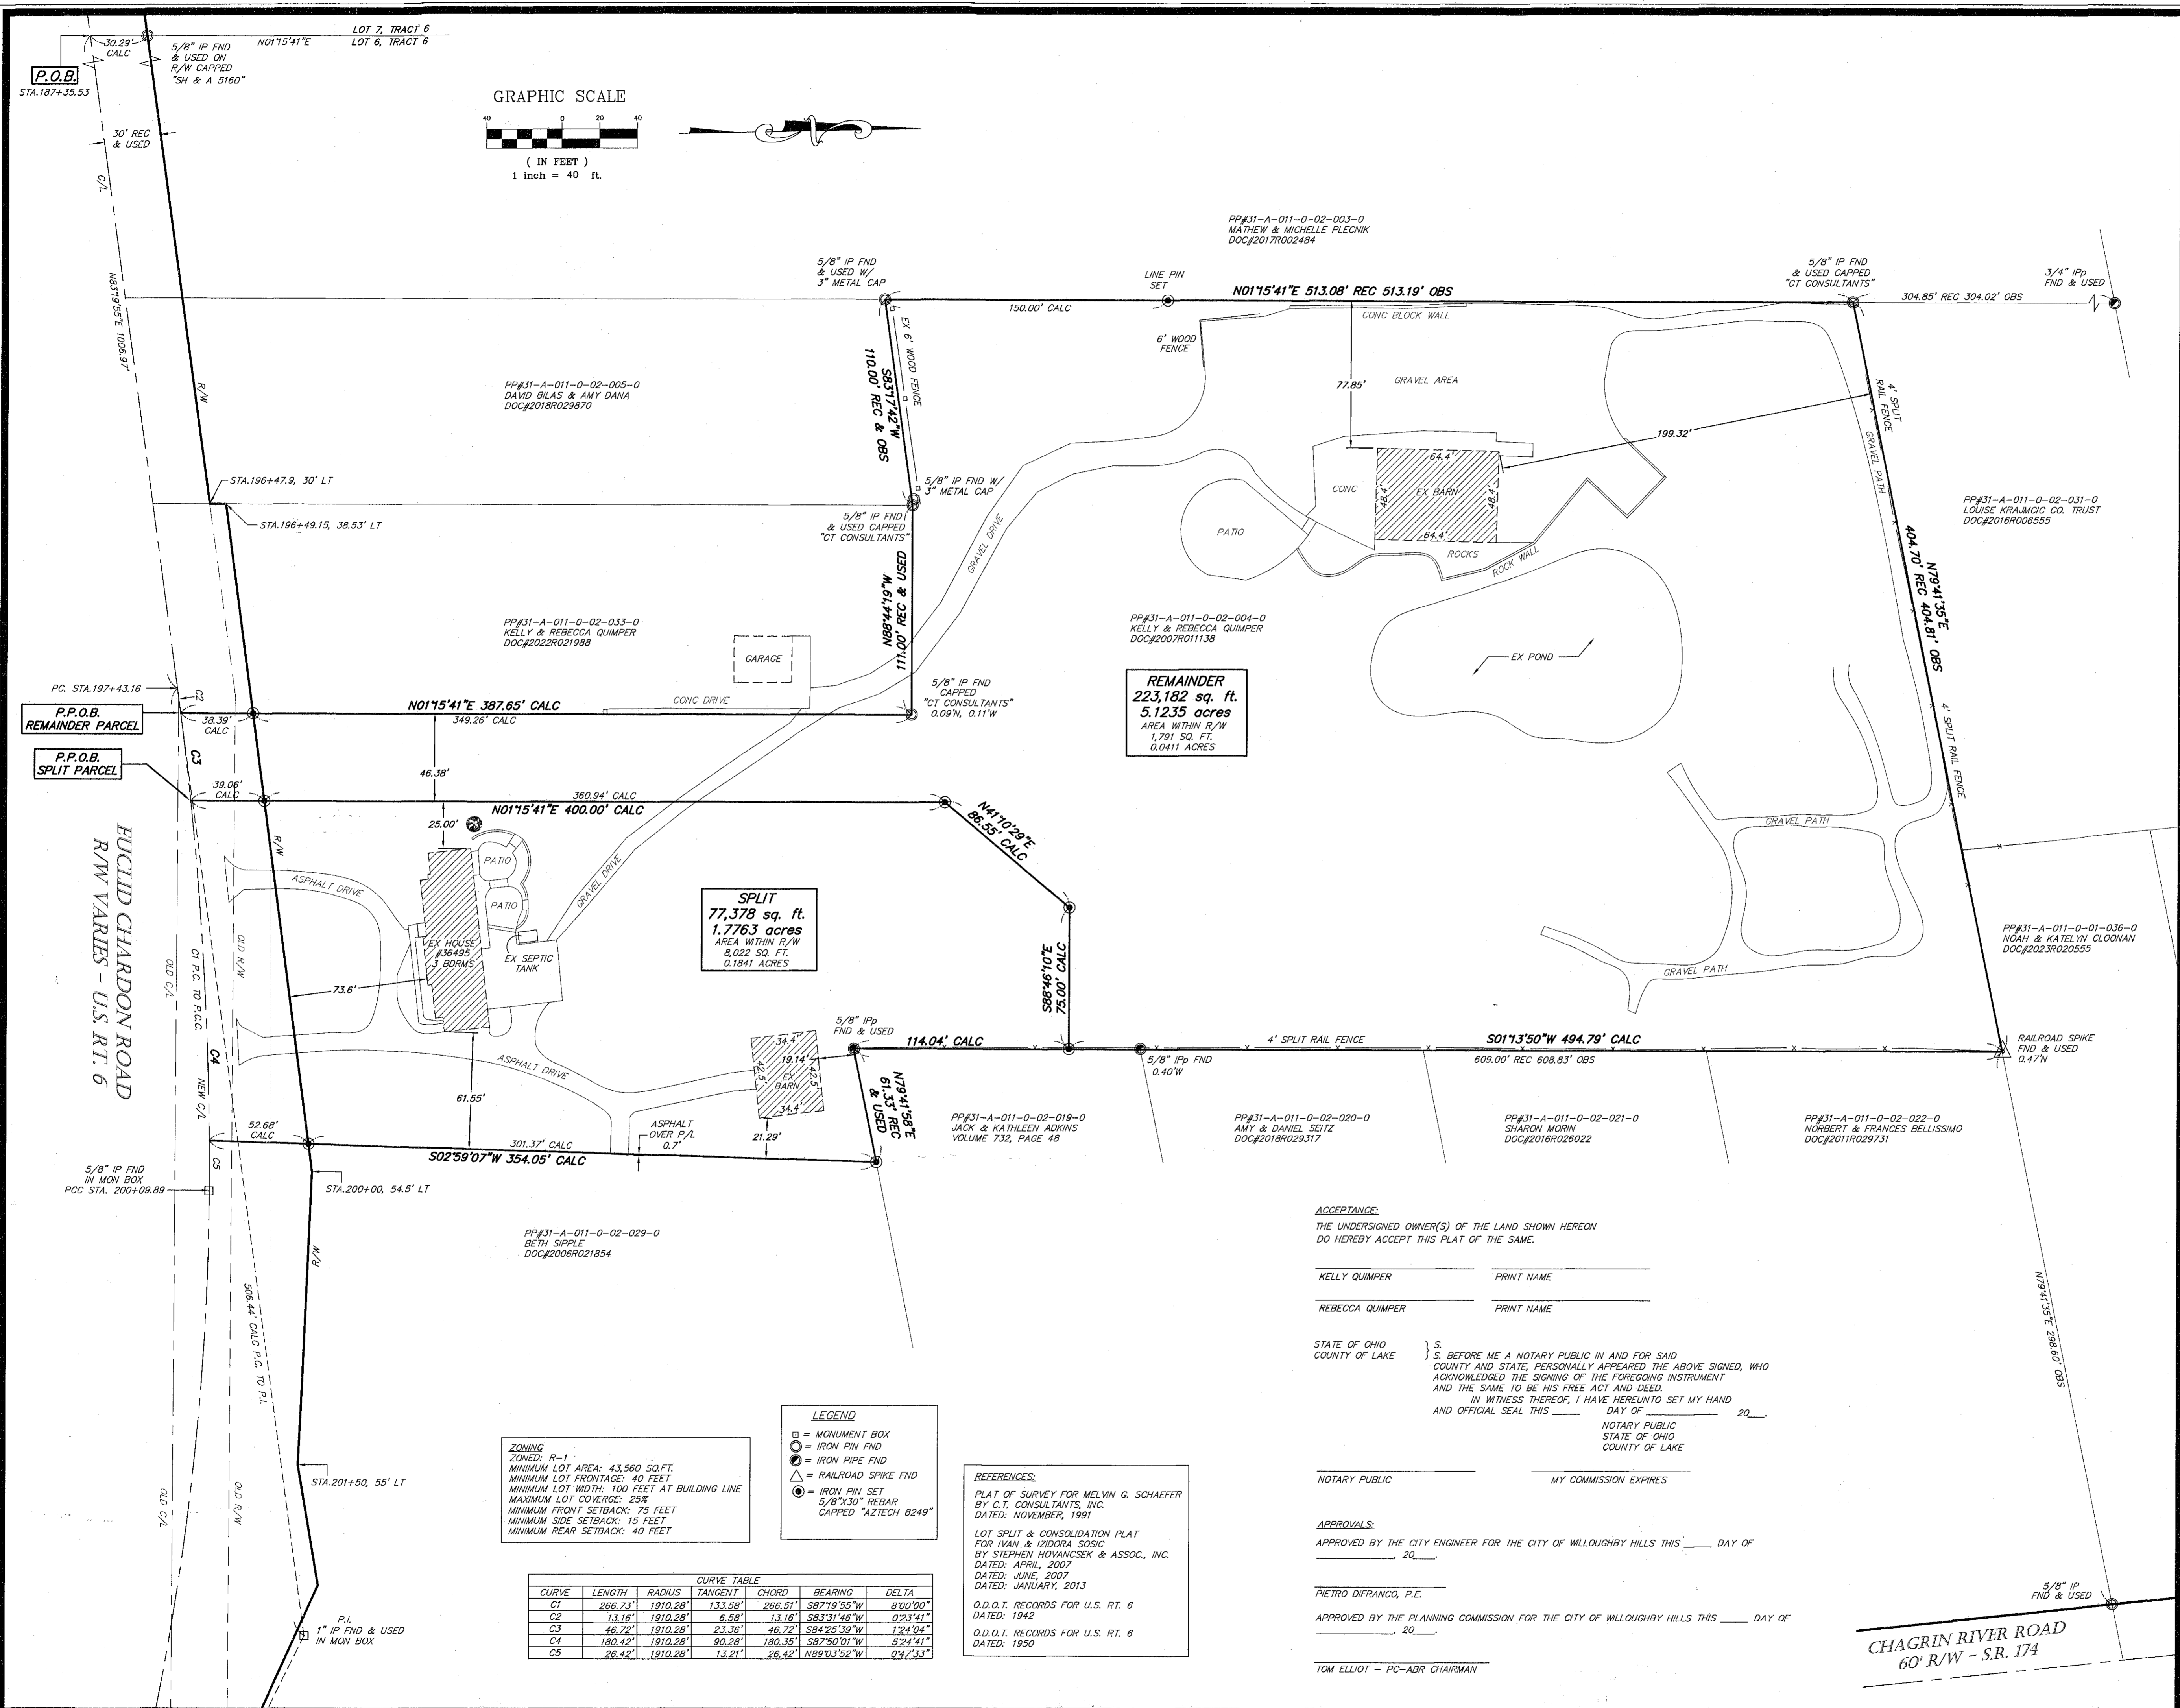 LOT 7, TRACT 6
N01°15'41"E
LOT 6, TRACT 6
30.29'
CALC
5/8" IP FND
& USED ON
R/W CAPPED
"SH & A 5160"
P.O.B.
STA.187+35.53
30' REC
& USED
C/L
N83°19'55"E 1006.97'
R/W
GRAPHIC SCALE
40 0 20 40
( IN FEET )
1 inch = 40 ft.
PP#31-A-011-0-02-003-0
MATHEW & MICHELLE PLECNIK
DOC#2017R002484
5/8" IP FND
& USED W/
3" METAL CAP
LINE PIN
SET
N01°15'41"E 513.08' REC 513.19' OBS
150.00' CALC
5/8" IP FND
& USED CAPPED
"CT CONSULTANTS"
3/4" IPp
FND & USED
304.85' REC 304.02' OBS
CONC BLOCK WALL
6' WOOD
FENCE
EX 6' WOOD FENCE
S83°17'42"W
110.00' REC & OBS
77.85'
GRAVEL AREA
4' SPLIT
RAIL FENCE
GRAVEL PATH
199.32'
PP#31-A-011-0-02-005-0
DAVID BILAS & AMY DANA
DOC#2018R029870
64.4'
CONC
48.4'
EX BARN
48.4'
64.4'
PATIO
ROCKS
ROCK WALL
5/8" IP FND W/
3" METAL CAP
5/8" IP FND
& USED CAPPED
"CT CONSULTANTS"
STA.196+47.9, 30' LT
STA.196+49.15, 38.53' LT
GRAVEL DRIVE
PP#31-A-011-0-02-031-0
LOUISE KRAJMCIC CO. TRUST
DOC#2016R006555
N79°41'35"E
404.70' REC 404.81' OBS
N88°44'19"W
111.00' REC & USED
PP#31-A-011-0-02-033-0
KELLY & REBECCA QUIMPER
DOC#2022R021988
GARAGE
PP#31-A-011-0-02-004-0
KELLY & REBECCA QUIMPER
DOC#2007R011138
EX POND
REMAINDER
223,182 sq. ft.
5.1235 acres
AREA WITHIN R/W
1,791 SQ. FT.
0.0411 ACRES
PC. STA.197+43.16
C2
P.P.O.B.
REMAINDER PARCEL
38.39'
CALC
N01°15'41"E 387.65' CALC
349.26' CALC
CONC DRIVE
5/8" IP FND
CAPPED
"CT CONSULTANTS"
0.09'N, 0.11'W
4' SPLIT RAIL FENCE
P.P.O.B.
SPLIT PARCEL
C3
39.06'
CALC
46.38'
360.94' CALC
N01°15'41"E 400.00' CALC
25.00'
N41°10'29"E
86.55' CALC
GRAVEL PATH
EUCLID CHARDON ROAD
R/W VARIES - U.S. RT. 6
R/W
ASPHALT DRIVE
PATIO
PATIO
GRAVEL DRIVE
SPLIT
77,378 sq. ft.
1.7763 acres
AREA WITHIN R/W
8,022 SQ. FT.
0.1841 ACRES
EX HOUSE
#36495
3 BDRMS
EX SEPTIC
TANK
73.6'
S88°46'10"E
75.00' CALC
GRAVEL PATH
PP#31-A-011-0-01-036-0
NOAH & KATELYN CLOONAN
DOC#2023R020555
OLD C/L
C1 P.C. TO P.C.C.
OLD R/W
C4
NEW C/L
5/8" IPp
FND & USED
114.04' CALC
4' SPLIT RAIL FENCE
S01°13'50"W 494.79' CALC
609.00' REC 608.83' OBS
5/8" IPp FND
0.40'W
RAILROAD SPIKE
FND & USED
0.47'N
34.4'
19.14'
42.5'
42.5'
EX
BARN
34.4'
ASPHALT DRIVE
61.55'
N79°41'58"E
61.33' REC
& USED
52.68'
CALC
301.37' CALC
S02°59'07"W 354.05' CALC
ASPHALT
OVER P/L
0.7'
21.29'
PP#31-A-011-0-02-019-0
JACK & KATHLEEN ADKINS
VOLUME 732, PAGE 48
PP#31-A-011-0-02-020-0
AMY & DANIEL SEITZ
DOC#2018R029317
PP#31-A-011-0-02-021-0
SHARON MORIN
DOC#2016R026022
PP#31-A-011-0-02-022-0
NORBERT & FRANCES BELLISSIMO
DOC#2011R029731
C5
5/8" IP FND
IN MON BOX
PCC STA. 200+09.89
STA.200+00, 54.5' LT
PP#31-A-011-0-02-029-0
BETH SIPPLE
DOC#2006R021854
R/W
506.44' CALC P.C. TO P.I.
STA.201+50, 55' LT
OLD C/L
OLD R/W
P.I.
1" IP FND & USED
IN MON BOX
ACCEPTANCE:
THE UNDERSIGNED OWNER(S) OF THE LAND SHOWN HEREON
DO HEREBY ACCEPT THIS PLAT OF THE SAME.
KELLY QUIMPER PRINT NAME
REBECCA QUIMPER PRINT NAME
STATE OF OHIO } S.
COUNTY OF LAKE } S. BEFORE ME A NOTARY PUBLIC IN AND FOR SAID
COUNTY AND STATE, PERSONALLY APPEARED THE ABOVE SIGNED, WHO
ACKNOWLEDGED THE SIGNING OF THE FOREGOING INSTRUMENT
AND THE SAME TO BE HIS FREE ACT AND DEED.
IN WITNESS THEREOF, I HAVE HEREUNTO SET MY HAND
AND OFFICIAL SEAL THIS _____ DAY OF __________ 20___.
NOTARY PUBLIC
STATE OF OHIO
COUNTY OF LAKE
NOTARY PUBLIC MY COMMISSION EXPIRES
N79°41'35"E 298.60' OBS
ZONING
ZONED: R-1
MINIMUM LOT AREA: 43,560 SQ.FT.
MINIMUM LOT FRONTAGE: 40 FEET
MINIMUM LOT WIDTH: 100 FEET AT BUILDING LINE
MAXIMUM LOT COVERGE: 25%
MINIMUM FRONT SETBACK: 75 FEET
MINIMUM SIDE SETBACK: 15 FEET
MINIMUM REAR SETBACK: 40 FEET
LEGEND
= MONUMENT BOX
= IRON PIN FND
= IRON PIPE FND
= RAILROAD SPIKE FND
= IRON PIN SET
5/8"X30" REBAR
CAPPED "AZTECH 8249"
REFERENCES:
PLAT OF SURVEY FOR MELVIN G. SCHAEFER
BY C.T. CONSULTANTS, INC.
DATED: NOVEMBER, 1991
LOT SPLIT & CONSOLIDATION PLAT
FOR IVAN & IZIDORA SOSIC
BY STEPHEN HOVANCSEK & ASSOC., INC.
DATED: APRIL, 2007
DATED: JUNE, 2007
DATED: JANUARY, 2013
O.D.O.T. RECORDS FOR U.S. RT. 6
DATED: 1942
O.D.O.T. RECORDS FOR U.S. RT. 6
DATED: 1950
CURVE TABLE
CURVE LENGTH RADIUS TANGENT CHORD BEARING DELTA
C1 266.73' 1910.28' 133.58' 266.51' S87°19'55"W 8°00'00"
C2 13.16' 1910.28' 6.58' 13.16' S83°31'46"W 0°23'41"
C3 46.72' 1910.28' 23.36' 46.72' S84°25'39"W 1°24'04"
C4 180.42' 1910.28' 90.28' 180.35' S87°50'01"W 5°24'41"
C5 26.42' 1910.28' 13.21' 26.42' N89°03'52"W 0°47'33"
APPROVALS:
APPROVED BY THE CITY ENGINEER FOR THE CITY OF WILLOUGHBY HILLS THIS ____ DAY OF
__________, 20___.
PIETRO DIFRANCO, P.E.
APPROVED BY THE PLANNING COMMISSION FOR THE CITY OF WILLOUGHBY HILLS THIS ____ DAY OF
__________, 20___.
TOM ELLIOT - PC-ABR CHAIRMAN
5/8" IP
FND & USED
CHAGRIN RIVER ROAD
60' R/W - S.R. 174